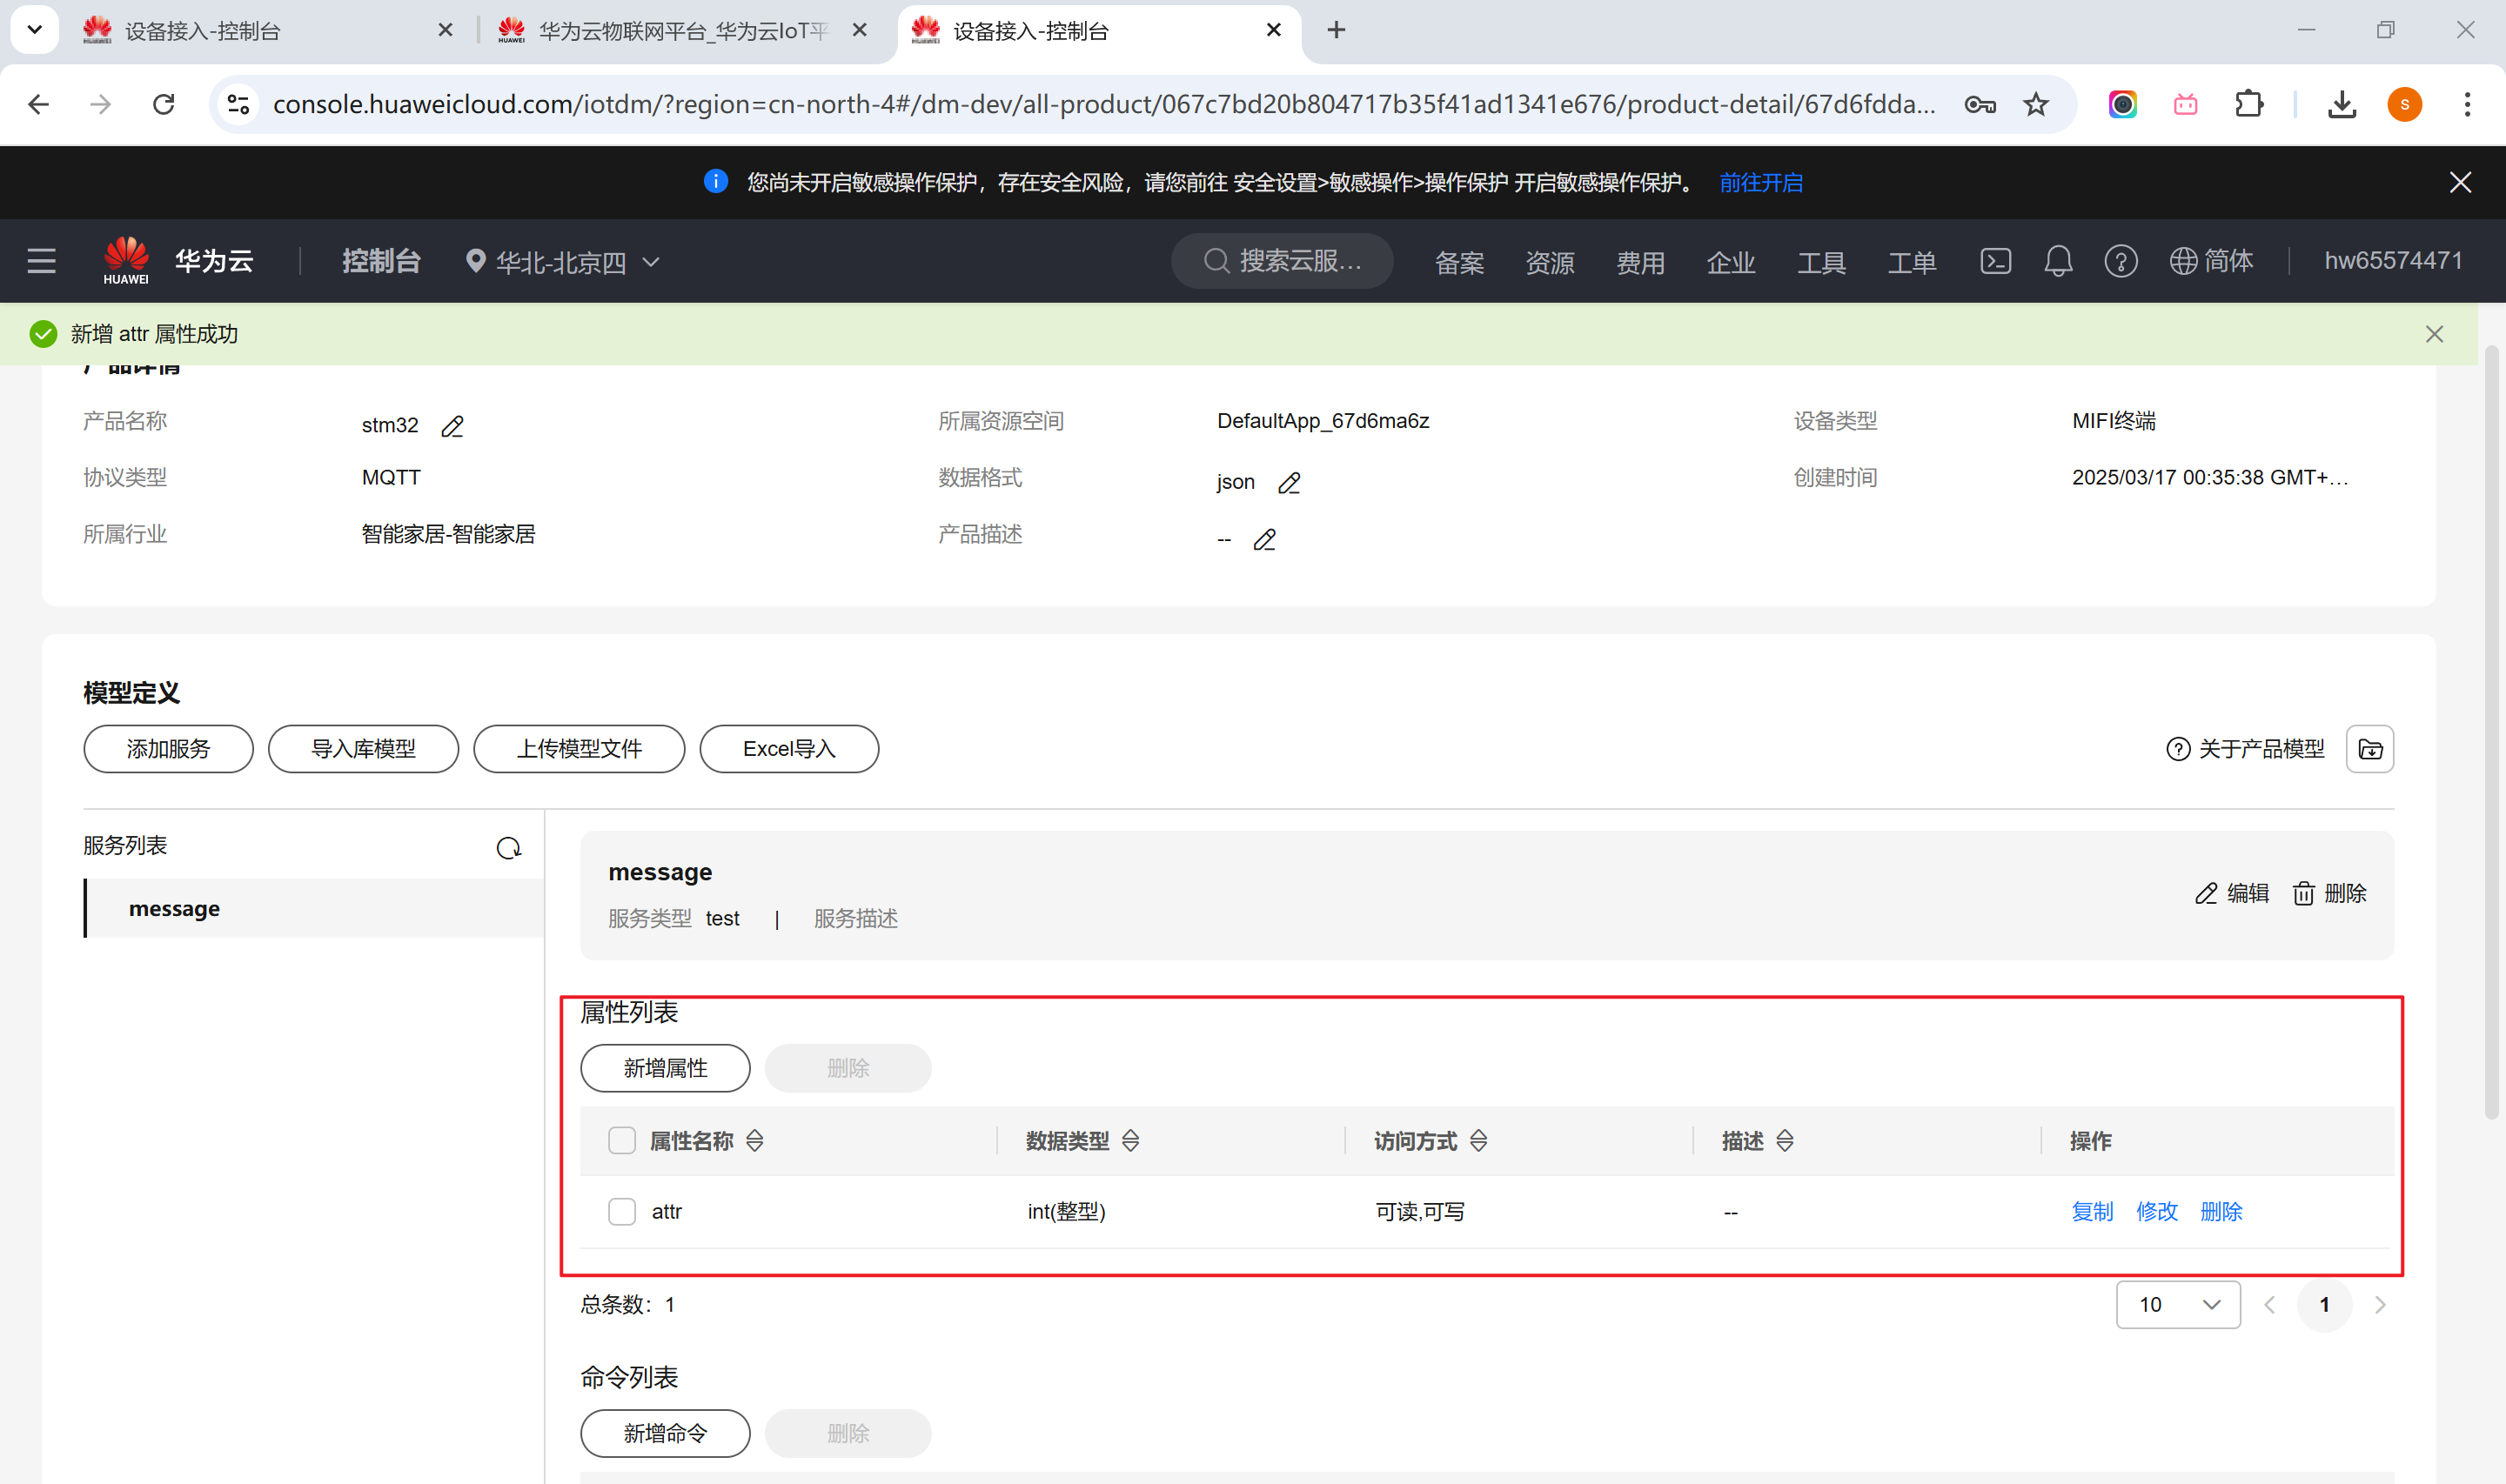 设备接入-控制台
华为云物联网平台_华为云IoT平
设备接入-控制台
console.huaweicloud.com/iotdm/?region=cn-north-4#/dm-dev/all-product/067c7bd20b804717b35f41ad1341e676/product-detail/67d6fdda...
S
您尚未开启敏感操作保护，存在安全风险，请您前往 安全设置>敏感操作>操作保护 开启敏感操作保护。 前往开启
HUAWEI 华为云 控制台 华北-北京四 搜索云服... 备案 资源 费用 企业 工具 工单 简体 hw65574471
新增 attr 属性成功
产品详情
产品名称 stm32 所属资源空间 DefaultApp_67d6ma6z 设备类型 MIFI终端
协议类型 MQTT 数据格式 json 创建时间 2025/03/17 00:35:38 GMT+...
所属行业 智能家居-智能家居 产品描述 --
模型定义
添加服务 导入库模型 上传模型文件 Excel导入 关于产品模型
服务列表
message
message
服务类型 test | 服务描述
编辑 删除
属性列表
新增属性 删除
属性名称 数据类型 访问方式 描述 操作
attr int(整型) 可读,可写 -- 复制 修改 删除
总条数：1 10 1
命令列表
新增命令 删除